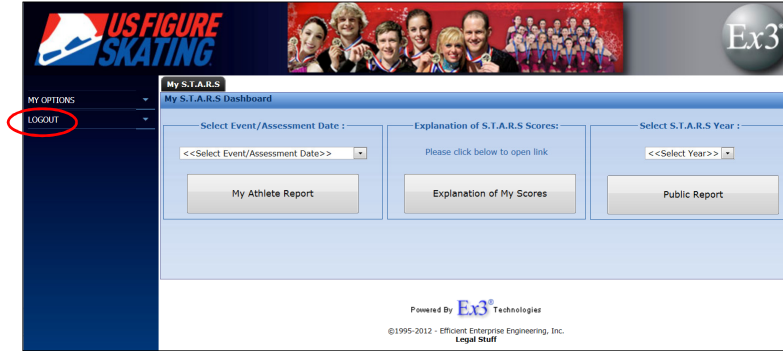 US FIGURE
SKATING
Ex3
My S.T.A.R.S
MY OPTIONS
My S.T.A.R.S Dashboard
LOGOUT
Select Event/Assessment Date :
Explanation of S.T.A.R.S Scores:
Select S.T.A.R.S Year :
<<Select Event/Assessment Date>>
Please click below to open link
<<Select Year>>
My Athlete Report
Explanation of My Scores
Public Report
Powered By Ex3® Technologies
©1995-2012 - Efficient Enterprise Engineering, Inc.
Legal Stuff